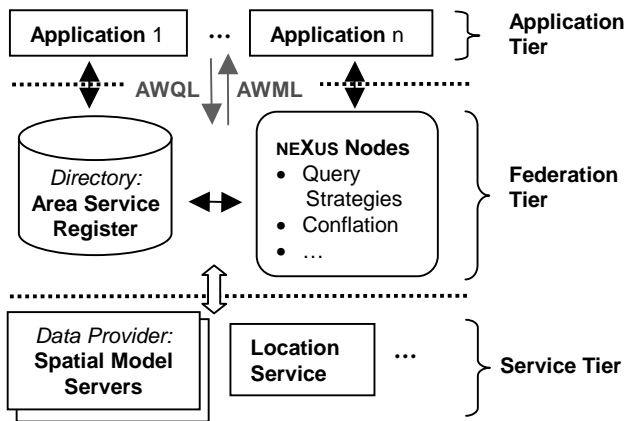 Application 1 ... Application n
Application
Tier
AWQL AWML
Directory:
Area Service
Register
NEXUS Nodes
• Query
Strategies
• Conflation
• ...
Federation
Tier
Data Provider:
Spatial Model
Servers
Location
Service
...
Service Tier